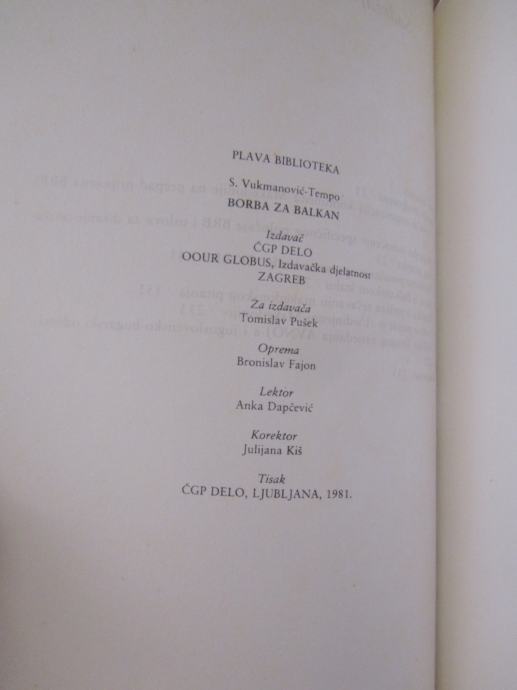 PLAVA BIBLIOTEKA
S. Vukmanović-Tempo
BORBA ZA BALKAN
Izdavač
ČGP DELO
OOUR GLOBUS, Izdavačka djelatnost
ZAGREB
Za izdavača
Tomislav Pušek
Oprema
Bronislav Fajon
Lektor
Anka Dapčević
Korektor
Julijana Kiš
Tisak
ČGP DELO, LJUBLJANA, 1981.